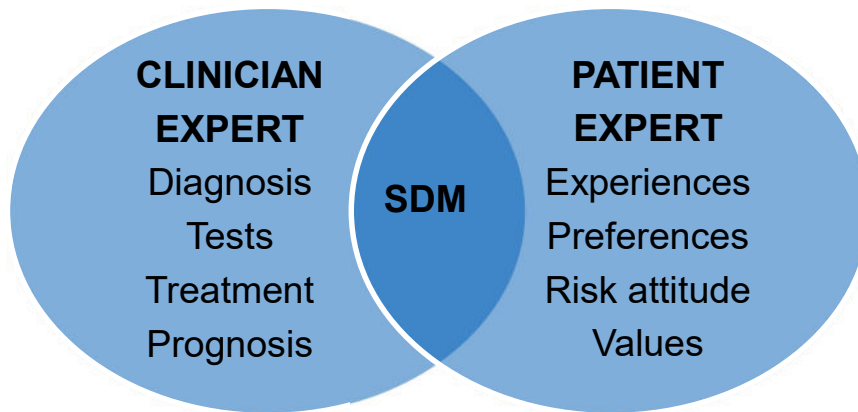 CLINICIAN
EXPERT
Diagnosis
Tests
Treatment
Prognosis
SDM
PATIENT
EXPERT
Experiences
Preferences
Risk attitude
Values